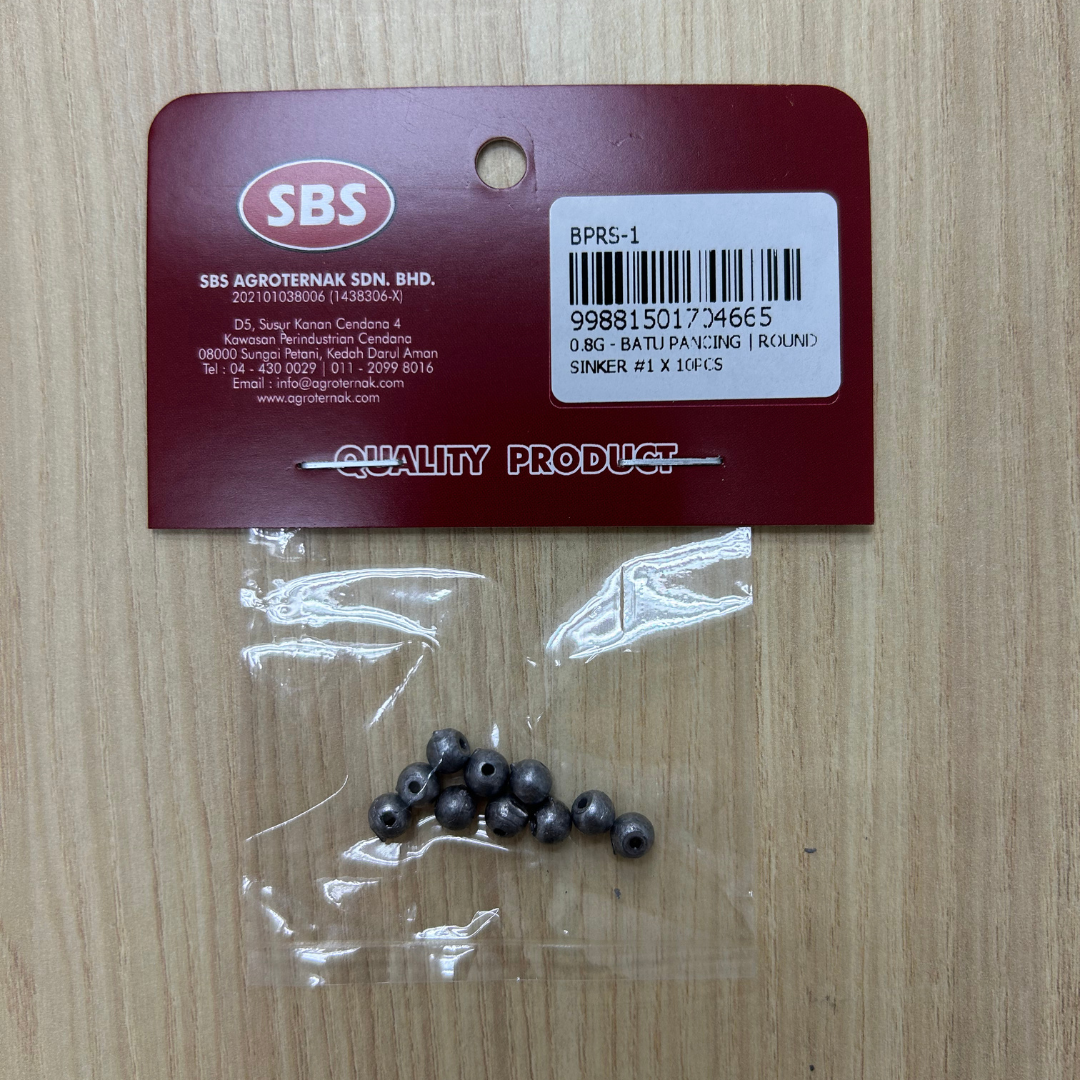 SBS
SBS AGROTERNAK SDN. BHD.
202101038006 (1438306-X)
D5, Susur Kanan Cendana 4
Kawasan Perindustrian Cendana
08000 Sungai Petani, Kedah Darul Aman
Tel : 04 - 430 0029 | 011 - 2099 8016
Email : info@agroternak.com
www.agroternak.com
BPRS-1
99881501704665
0.8G - BATU PANCING | ROUND
SINKER #1 X 10PCS
QUALITY PRODUCT